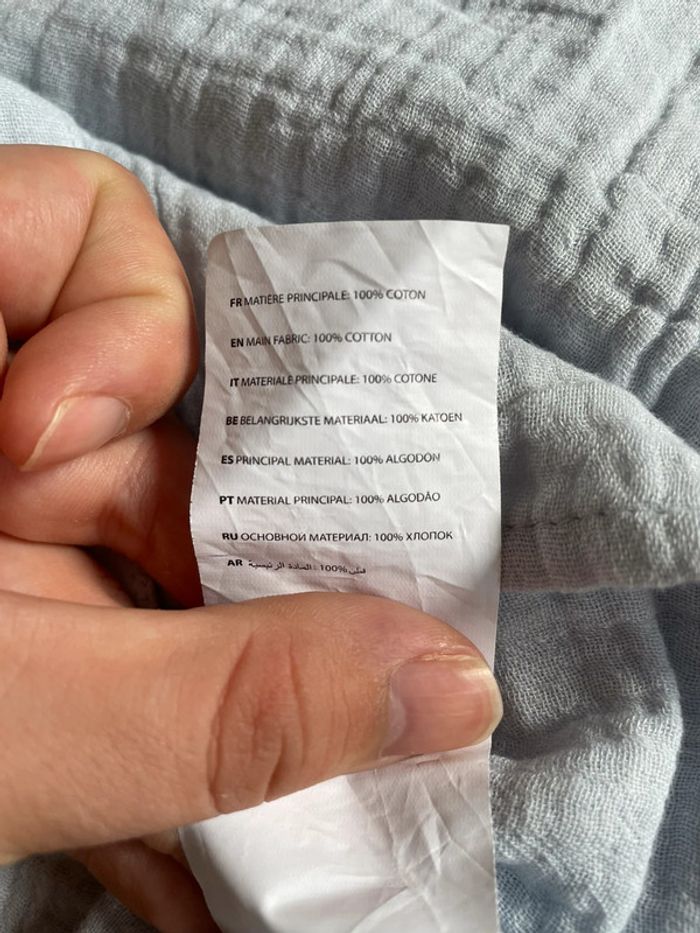 FR MATIÈRE PRINCIPALE: 100% COTON
EN MAIN FABRIC: 100% COTTON
IT MATERIALE PRINCIPALE: 100% COTONE
BE BELANGRIJKSTE MATERIAAL: 100% KATOEN
ES PRINCIPAL MATERIAL: 100% ALGODÓN
PT MATERIAL PRINCIPAL: 100% ALGODÃO
RU ОСНОВНОИ МАТЕРИАЛ: 100% ХЛОПОК
AR المادة الرئيسية : 100% قطن